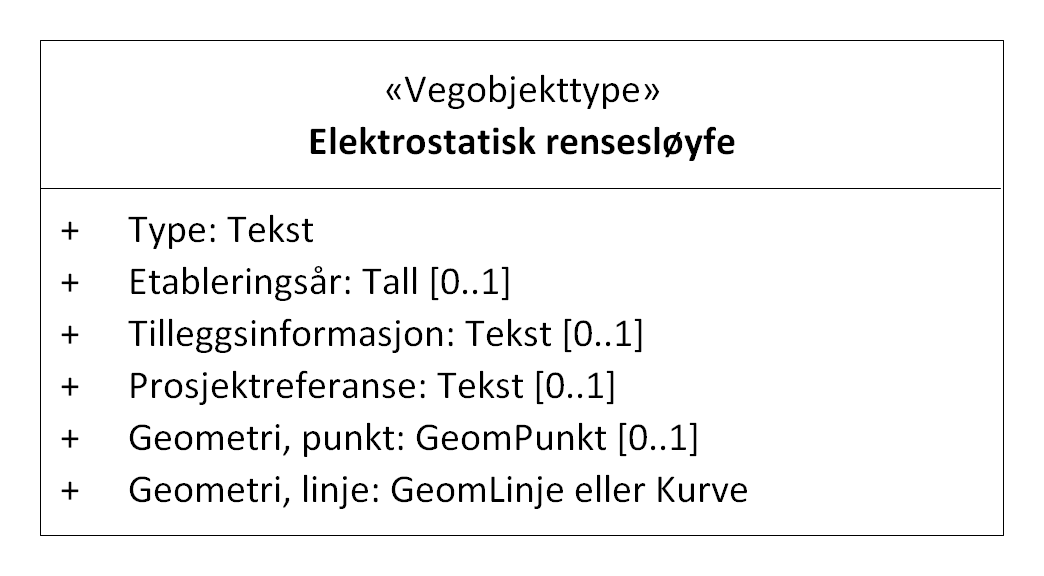 «Vegobjekttype»
Elektrostatisk rensesløyfe
+ Type: Tekst
+ Etableringsår: Tall [0..1]
+ Tilleggsinformasjon: Tekst [0..1]
+ Prosjektreferanse: Tekst [0..1]
+ Geometri, punkt: GeomPunkt [0..1]
+ Geometri, linje: GeomLinje eller Kurve